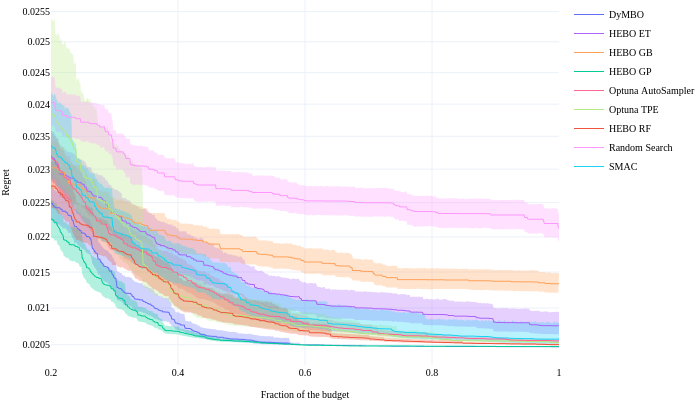 0.0255
0.025
0.0245
0.024
0.0235
0.023
0.0225
0.022
0.0215
0.021
0.0205
Regret
0.2
0.4
0.6
0.8
1
Fraction of the budget
DyMBO
HEBO ET
HEBO GB
HEBO GP
Optuna AutoSampler
Optuna TPE
HEBO RF
Random Search
SMAC